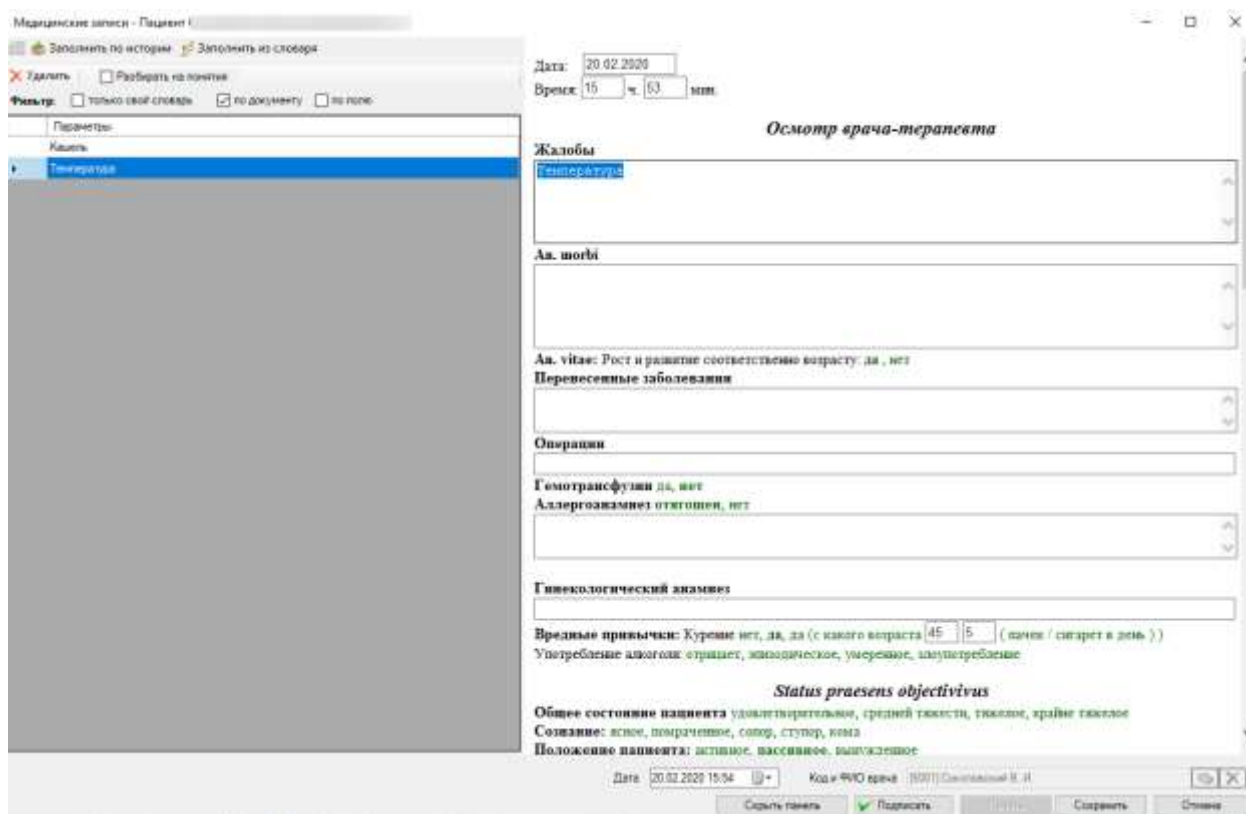 Медицинские записи - Пациент
Заполнить по истории Заполнить из словаря
Удалить Разбирать на понятия
Фильтр: только свой словарь по документу по полю
Параметры
Кашель
Температура
Дата: 20.02.2020
Время: 15 ч. 53 мин.
Осмотр врача-терапевта
Жалобы
Температура
An. morbi
An. vitae: Рост и развитие соответственно возрасту: да , нет
Перенесенные заболевания
Операции
Гемотрансфузии да, нет
Аллергоанамнез отягощен, нет
Гинекологический анамнез
Вредные привычки: Курение нет, да, да (с какого возраста 45 5 ( пачек / сигарет в день ) )
Употребление алкоголя: отрицает, эпизодическое, умеренное, злоупотребление
Status praesens objectivivus
Общее состояние пациента удовлетворительное, средней тяжести, тяжелое, крайне тяжелое
Сознание: ясное, помраченное, сопор, ступор, кома
Положение пациента: активное, пассивное, вынужденное
Дата 20.02.2020 15:54 Код и ФИО врача
Скрыть панель Подписать Сохранить Отмена